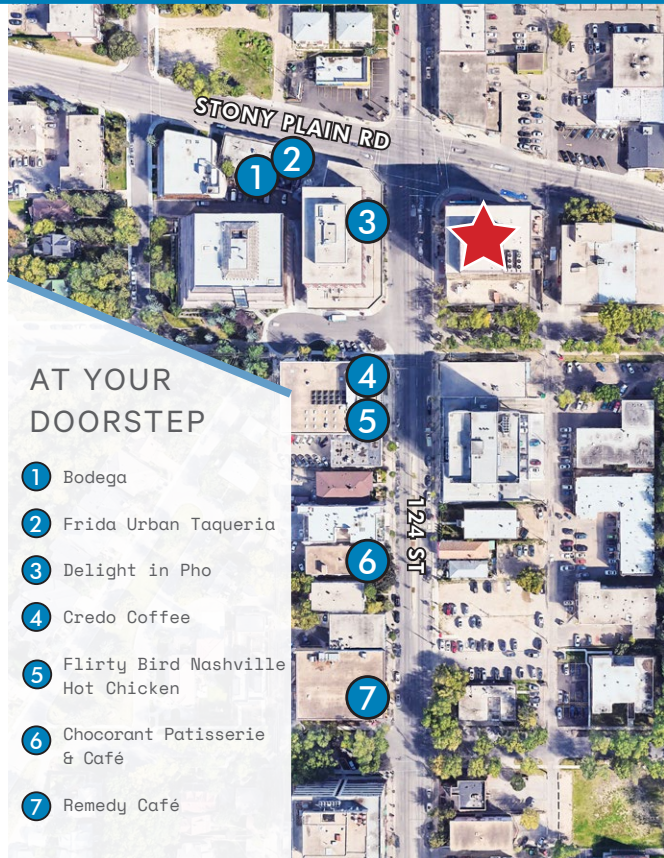 STONY PLAIN RD
1
2
3
4
5
6
7
124 ST
AT YOUR
DOORSTEP
1 Bodega
2 Frida Urban Taqueria
3 Delight in Pho
4 Credo Coffee
5 Flirty Bird Nashville
Hot Chicken
6 Chocorant Patisserie
& Café
7 Remedy Café